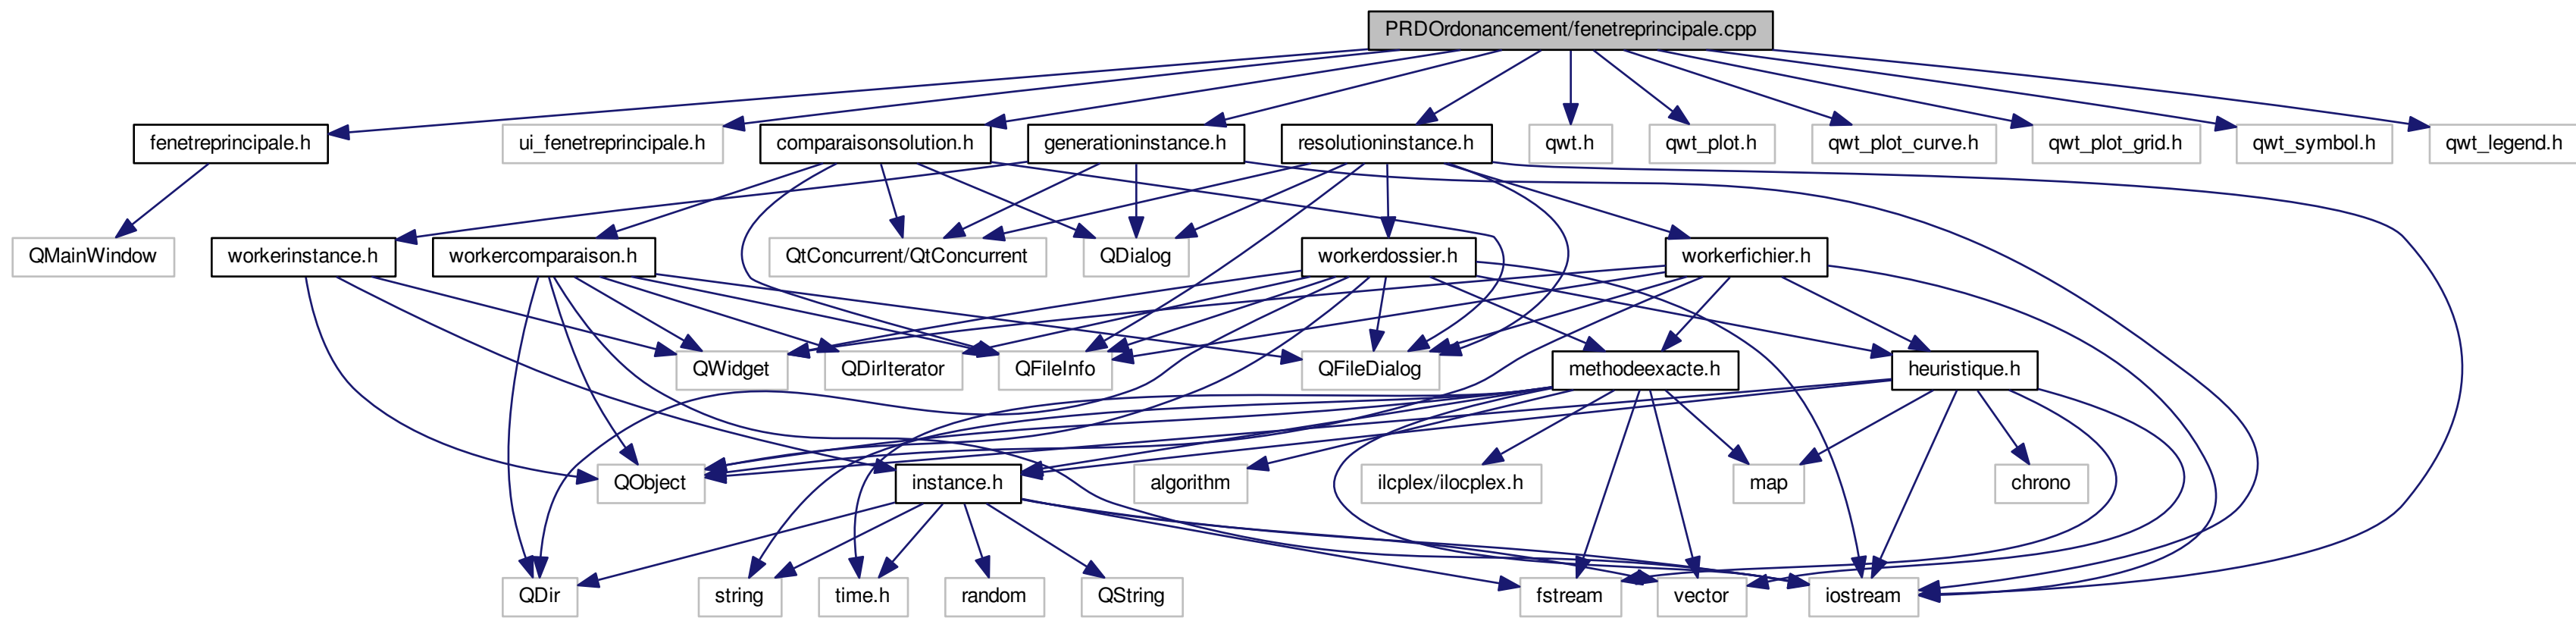 PRDOrdonancement/fenetreprincipale.cpp
fenetreprincipale.h
ui_fenetreprincipale.h
comparaisonsolution.h
generationinstance.h
resolutioninstance.h
qwt.h
qwt_plot.h
qwt_plot_curve.h
qwt_plot_grid.h
qwt_symbol.h
qwt_legend.h
QMainWindow
workerinstance.h
workercomparaison.h
QtConcurrent/QtConcurrent
QDialog
workerdossier.h
workerfichier.h
QWidget
QDirIterator
QFileInfo
QFileDialog
methodeexacte.h
heuristique.h
QObject
instance.h
algorithm
ilcplex/ilocplex.h
map
chrono
QDir
string
time.h
random
QString
fstream
vector
iostream